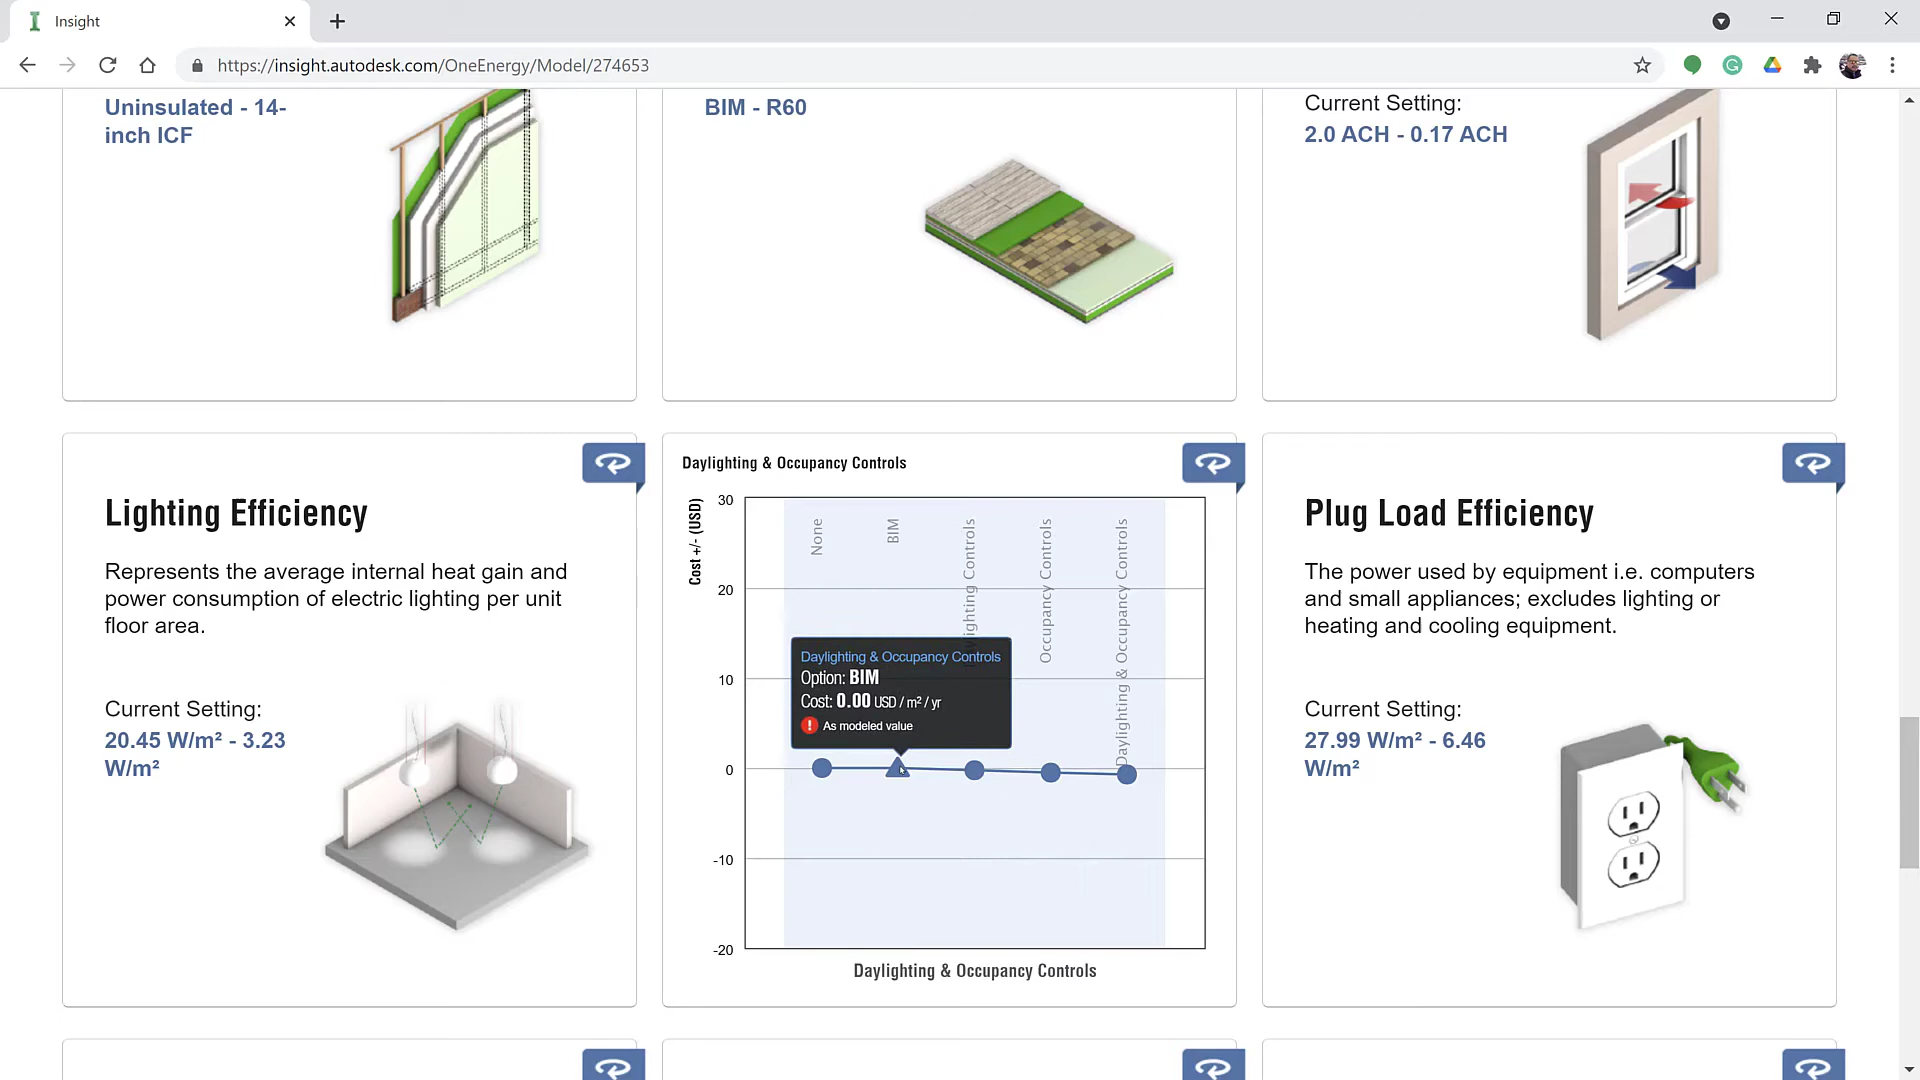 Insight
https://insight.autodesk.com/OneEnergy/Model/274653
Uninsulated - 14-
inch ICF
BIM - R60
Current Setting:
2.0 ACH - 0.17 ACH
Lighting Efficiency
Represents the average internal heat gain and
power consumption of electric lighting per unit
floor area.
Current Setting:
20.45 W/m² - 3.23
W/m²
Daylighting & Occupancy Controls
Cost +/- (USD)
30
20
10
0
-10
-20
None
BIM
Daylighting Controls
Occupancy Controls
Daylighting & Occupancy Controls
Daylighting & Occupancy Controls
Option: BIM
Cost: 0.00 USD / m² / yr
! As modeled value
Daylighting & Occupancy Controls
Plug Load Efficiency
The power used by equipment i.e. computers
and small appliances; excludes lighting or
heating and cooling equipment.
Current Setting:
27.99 W/m² - 6.46
W/m²